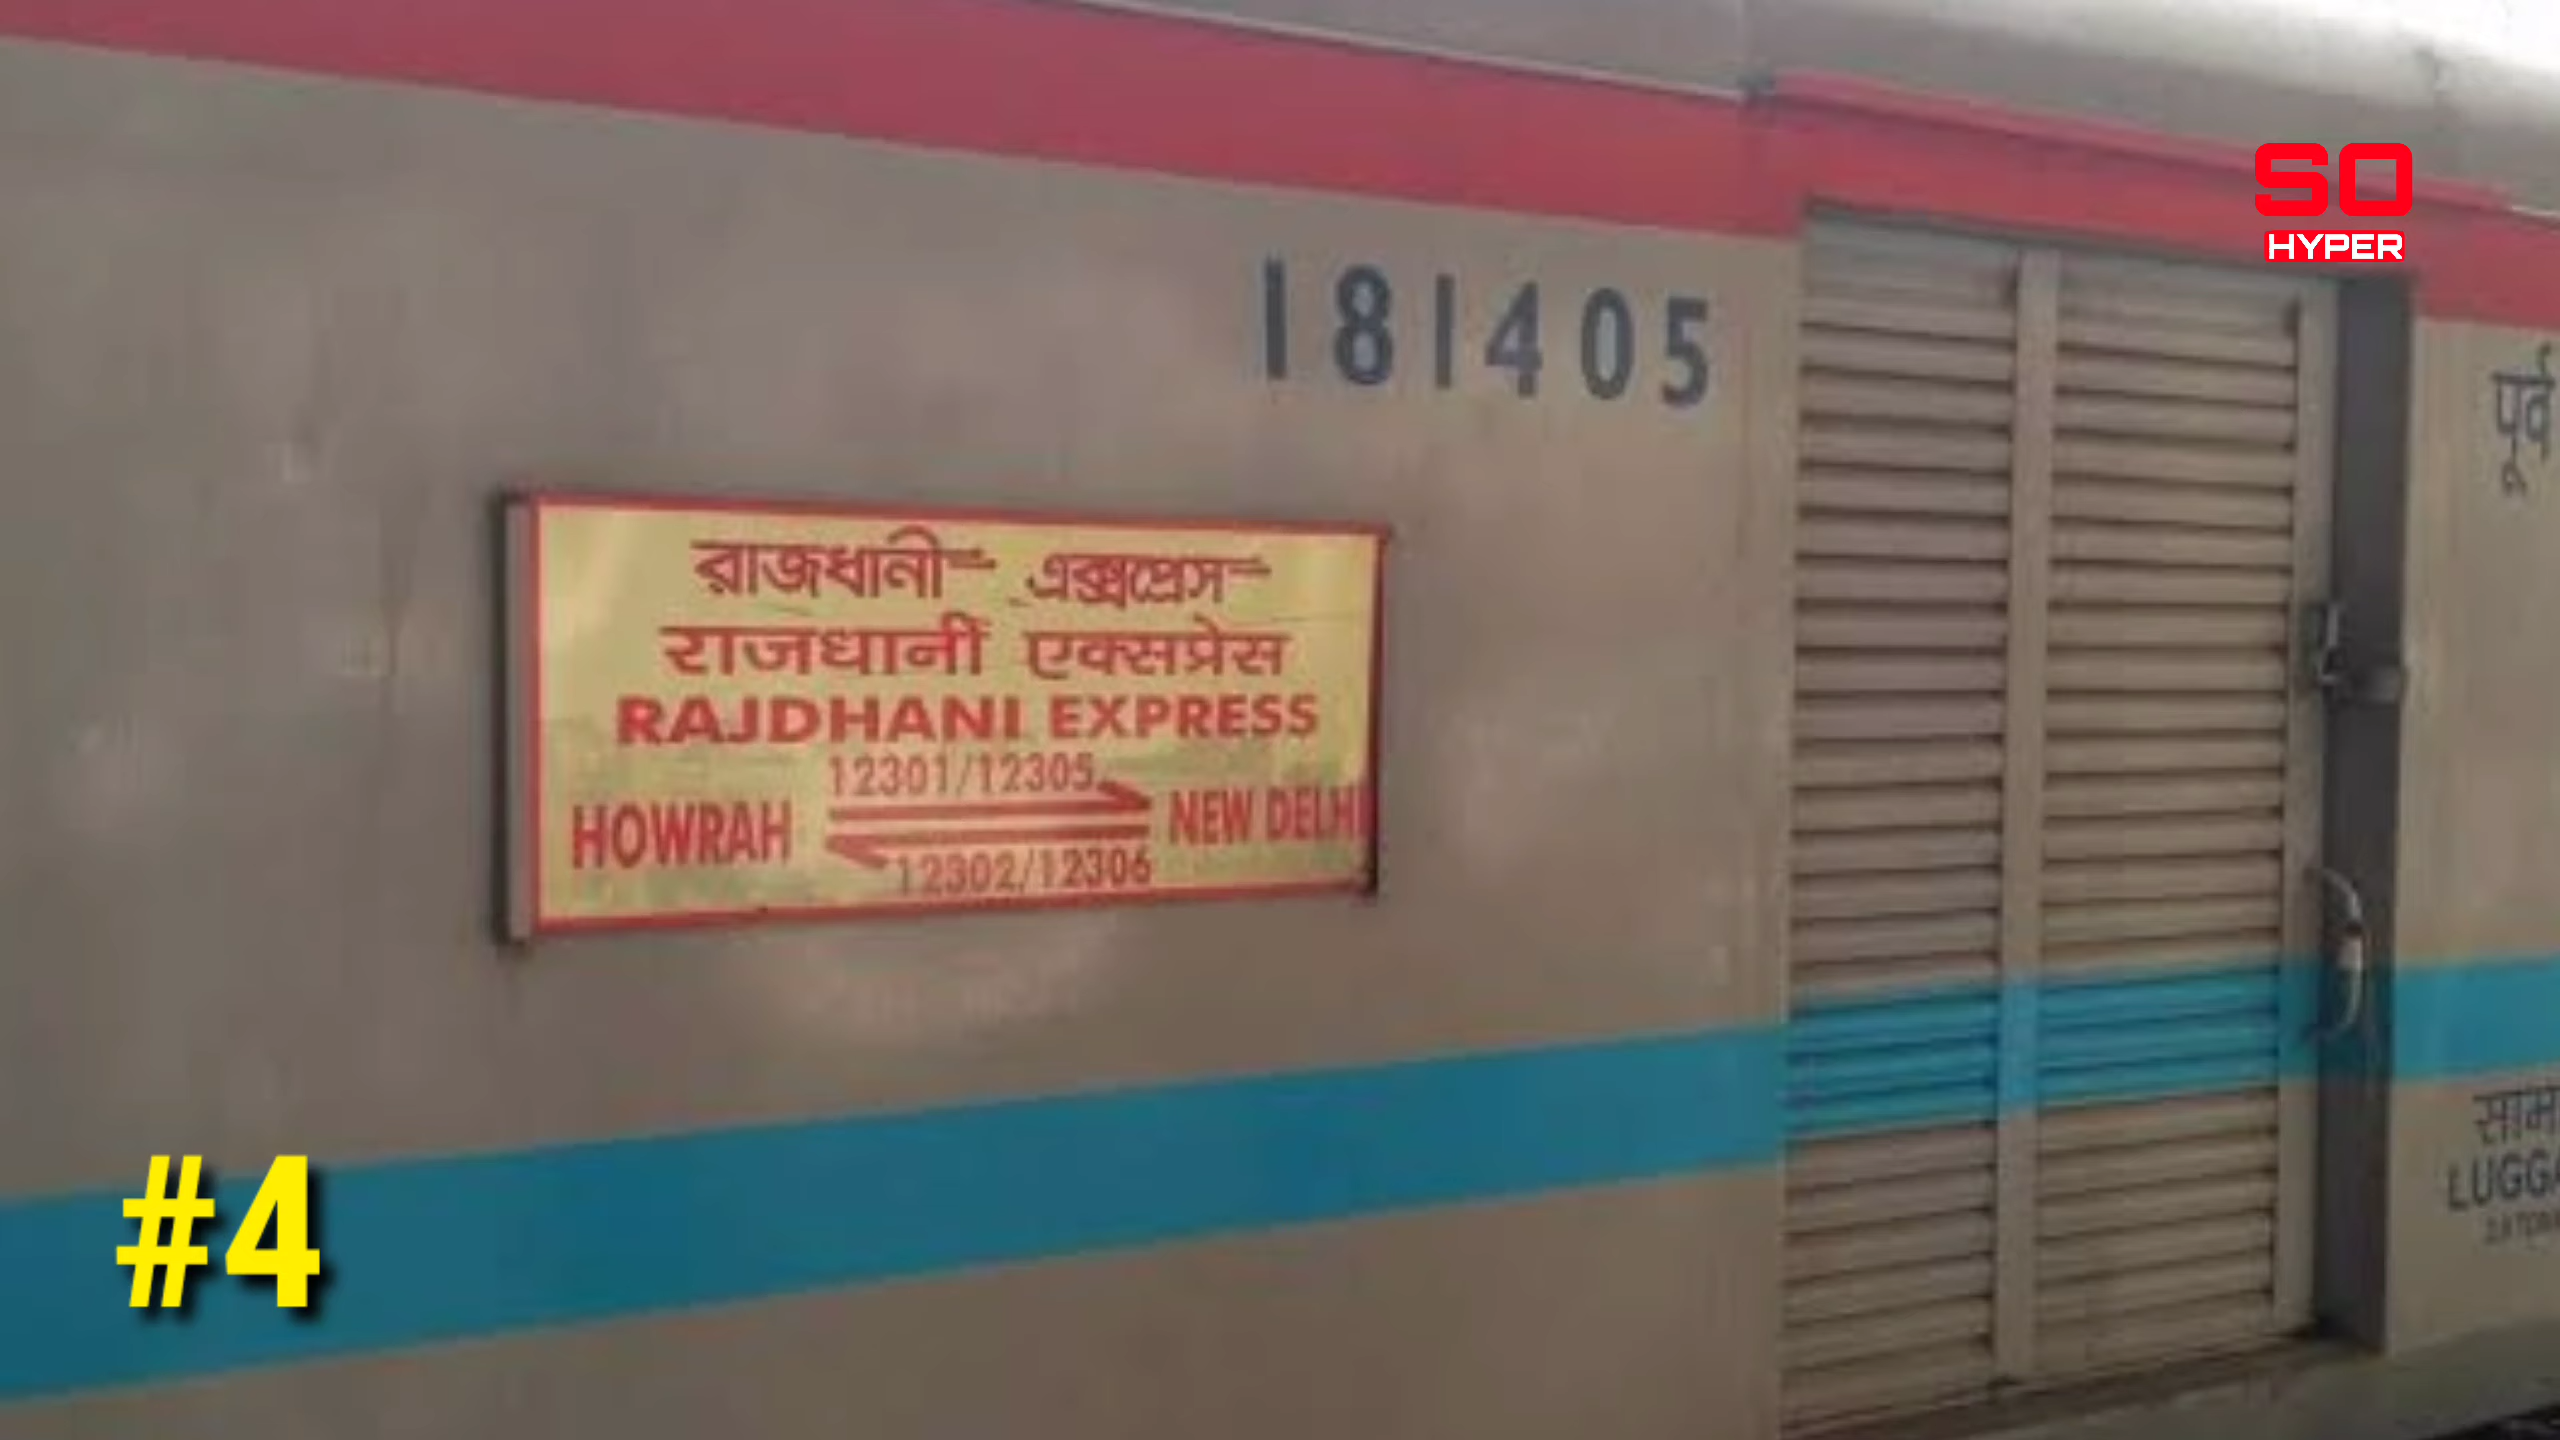 SO
HYPER
181405
पूर्व
রাজধানী এক্সপ্রেস
राजधानी एक्सप्रेस
RAJDHANI EXPRESS
12301/12305
HOWRAH NEW DELHI
12302/12306
#4